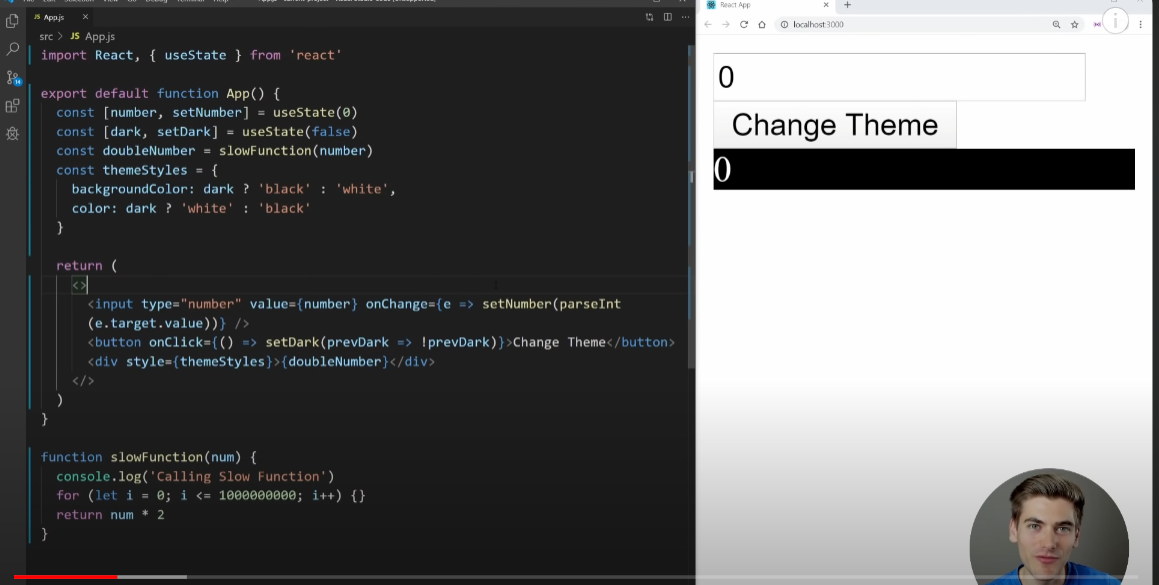 App.js
src > JS App.js
import React, { useState } from 'react'
export default function App() {
const [number, setNumber] = useState(0)
const [dark, setDark] = useState(false)
const doubleNumber = slowFunction(number)
const themeStyles = {
backgroundColor: dark ? 'black' : 'white',
color: dark ? 'white' : 'black'
}
return (
<>
<input type="number" value={number} onChange={e => setNumber(parseInt
(e.target.value))} />
<button onClick={() => setDark(prevDark => !prevDark)}>Change Theme</button>
<div style={themeStyles}>{doubleNumber}</div>
</>
)
}
function slowFunction(num) {
console.log('Calling Slow Function')
for (let i = 0; i <= 1000000000; i++) {}
return num * 2
}
React App
localhost:3000
0
Change Theme
0